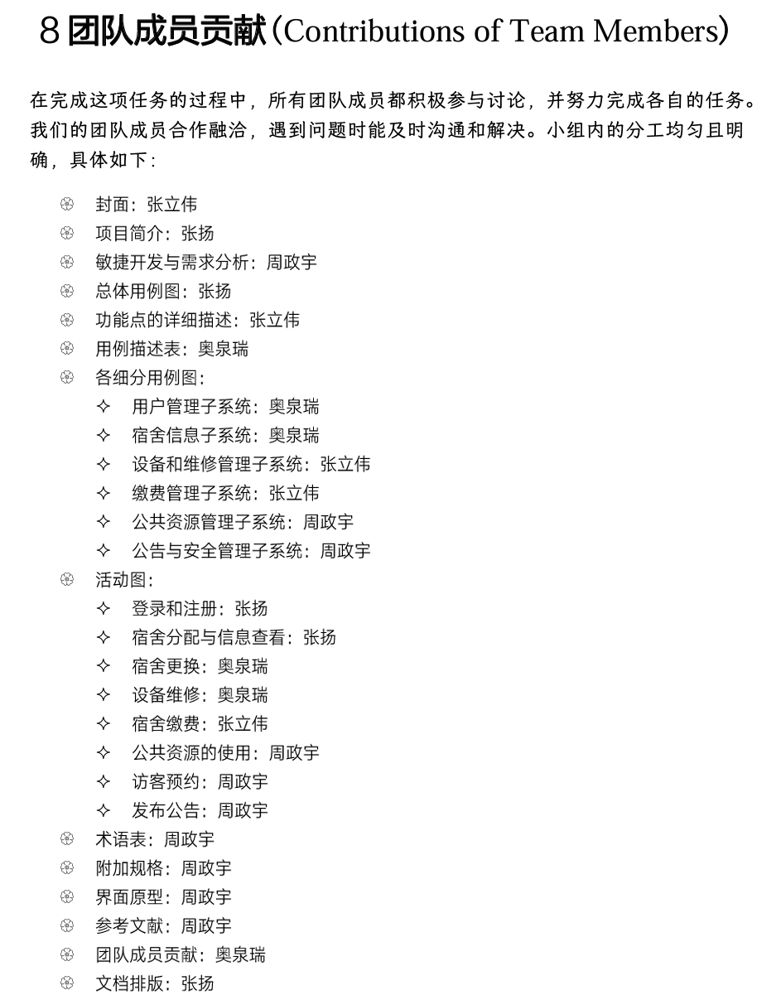 8 团队成员贡献(Contributions of Team Members)
在完成这项任务的过程中，所有团队成员都积极参与讨论，并努力完成各自的任务。
我们的团队成员合作融洽，遇到问题时能及时沟通和解决。小组内的分工均匀且明
确，具体如下：
封面：张立伟
项目简介：张扬
敏捷开发与需求分析：周政宇
总体用例图：张扬
功能点的详细描述：张立伟
用例描述表：奥泉瑞
各细分用例图：
用户管理子系统：奥泉瑞
宿舍信息子系统：奥泉瑞
设备和维修管理子系统：张立伟
缴费管理子系统：张立伟
公共资源管理子系统：周政宇
公告与安全管理子系统：周政宇
活动图：
登录和注册：张扬
宿舍分配与信息查看：张扬
宿舍更换：奥泉瑞
设备维修：奥泉瑞
宿舍缴费：张立伟
公共资源的使用：周政宇
访客预约：周政宇
发布公告：周政宇
术语表：周政宇
附加规格：周政宇
界面原型：周政宇
参考文献：周政宇
团队成员贡献：奥泉瑞
文档排版：张扬